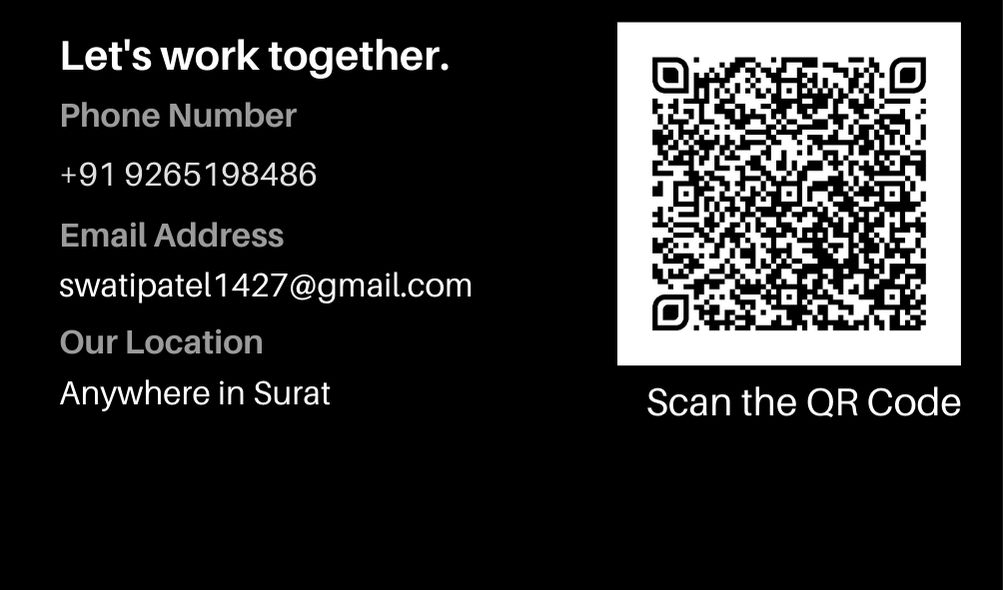 Let's work together.
Phone Number
+91 9265198486
Email Address
swatipatel1427@gmail.com
Our Location
Anywhere in Surat
Scan the QR Code